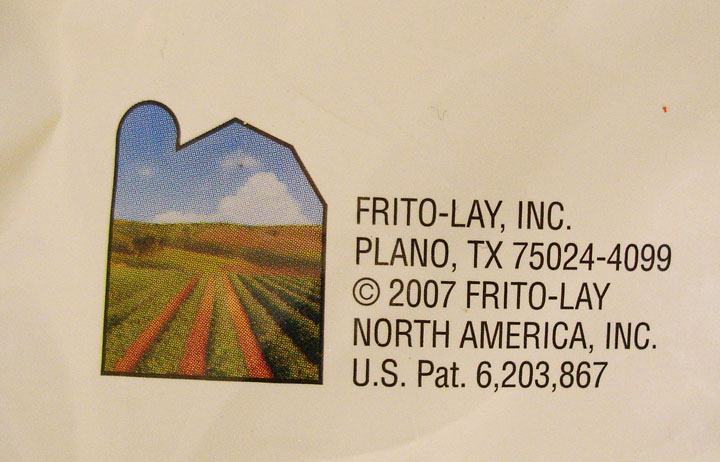 FRITO-LAY, INC.
PLANO, TX 75024-4099
© 2007 FRITO-LAY
NORTH AMERICA, INC.
U.S. Pat. 6,203,867